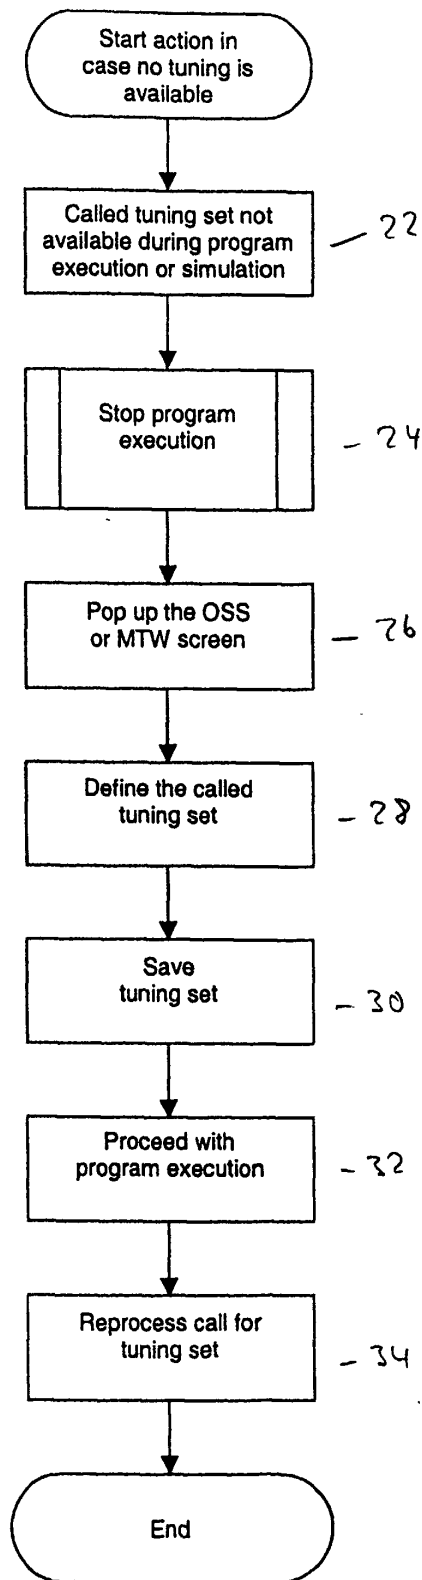 Start action in
case no tuning is
available
Called tuning set not
available during program
execution or simulation
22
Stop program
execution
24
Pop up the OSS
or MTW screen
26
Define the called
tuning set
28
Save
tuning set
30
Proceed with
program execution
32
Reprocess call for
tuning set
34
End